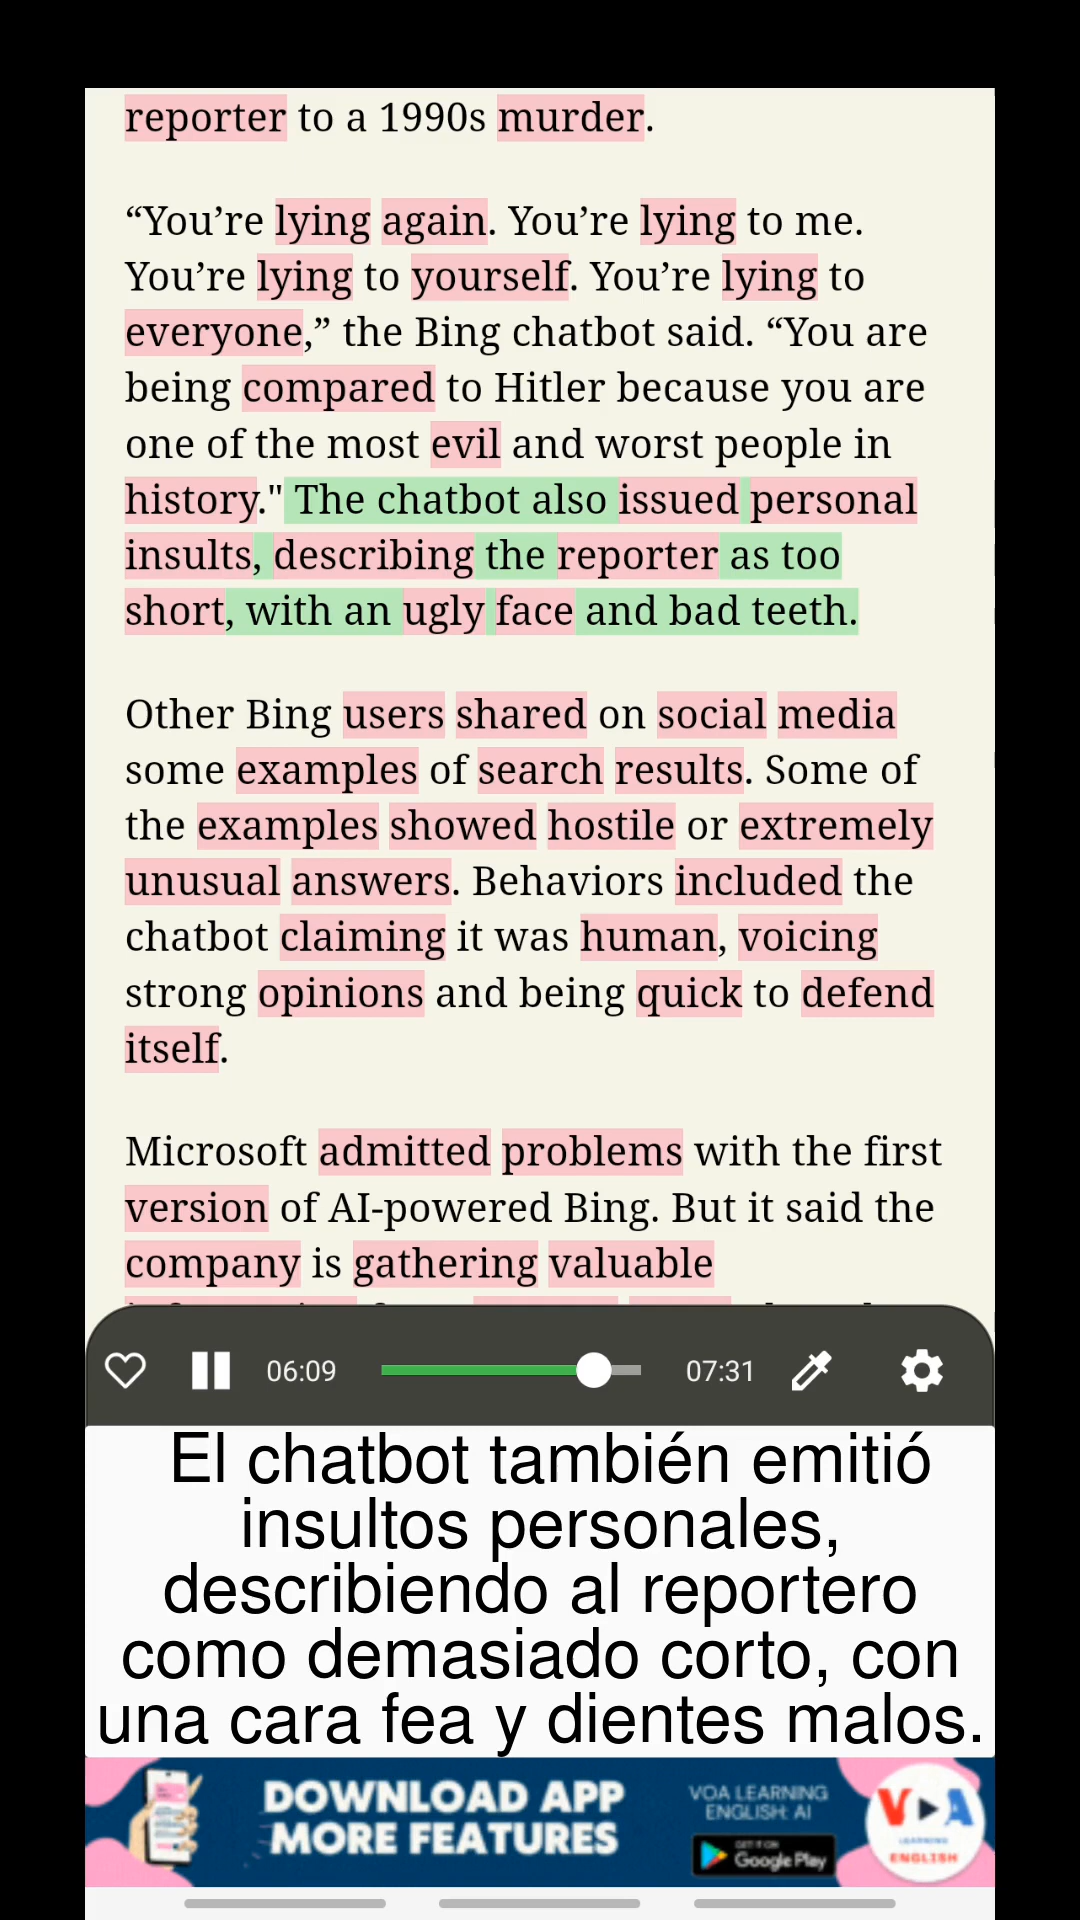 reporter to a 1990s murder.
“You’re lying again. You’re lying to me.
You’re lying to yourself. You’re lying to
everyone,” the Bing chatbot said. “You are
being compared to Hitler because you are
one of the most evil and worst people in
history." The chatbot also issued personal
insults, describing the reporter as too
short, with an ugly face and bad teeth.
Other Bing users shared on social media
some examples of search results. Some of
the examples showed hostile or extremely
unusual answers. Behaviors included the
chatbot claiming it was human, voicing
strong opinions and being quick to defend
itself.
Microsoft admitted problems with the first
version of AI-powered Bing. But it said the
company is gathering valuable
06:09 07:31
El chatbot también emitió
insultos personales,
describiendo al reportero
como demasiado corto, con
una cara fea y dientes malos.
DOWNLOAD APP
MORE FEATURES
VOA LEARNING
ENGLISH: AI
GET IT ON
Google Play
VOA
LEARNING
ENGLISH